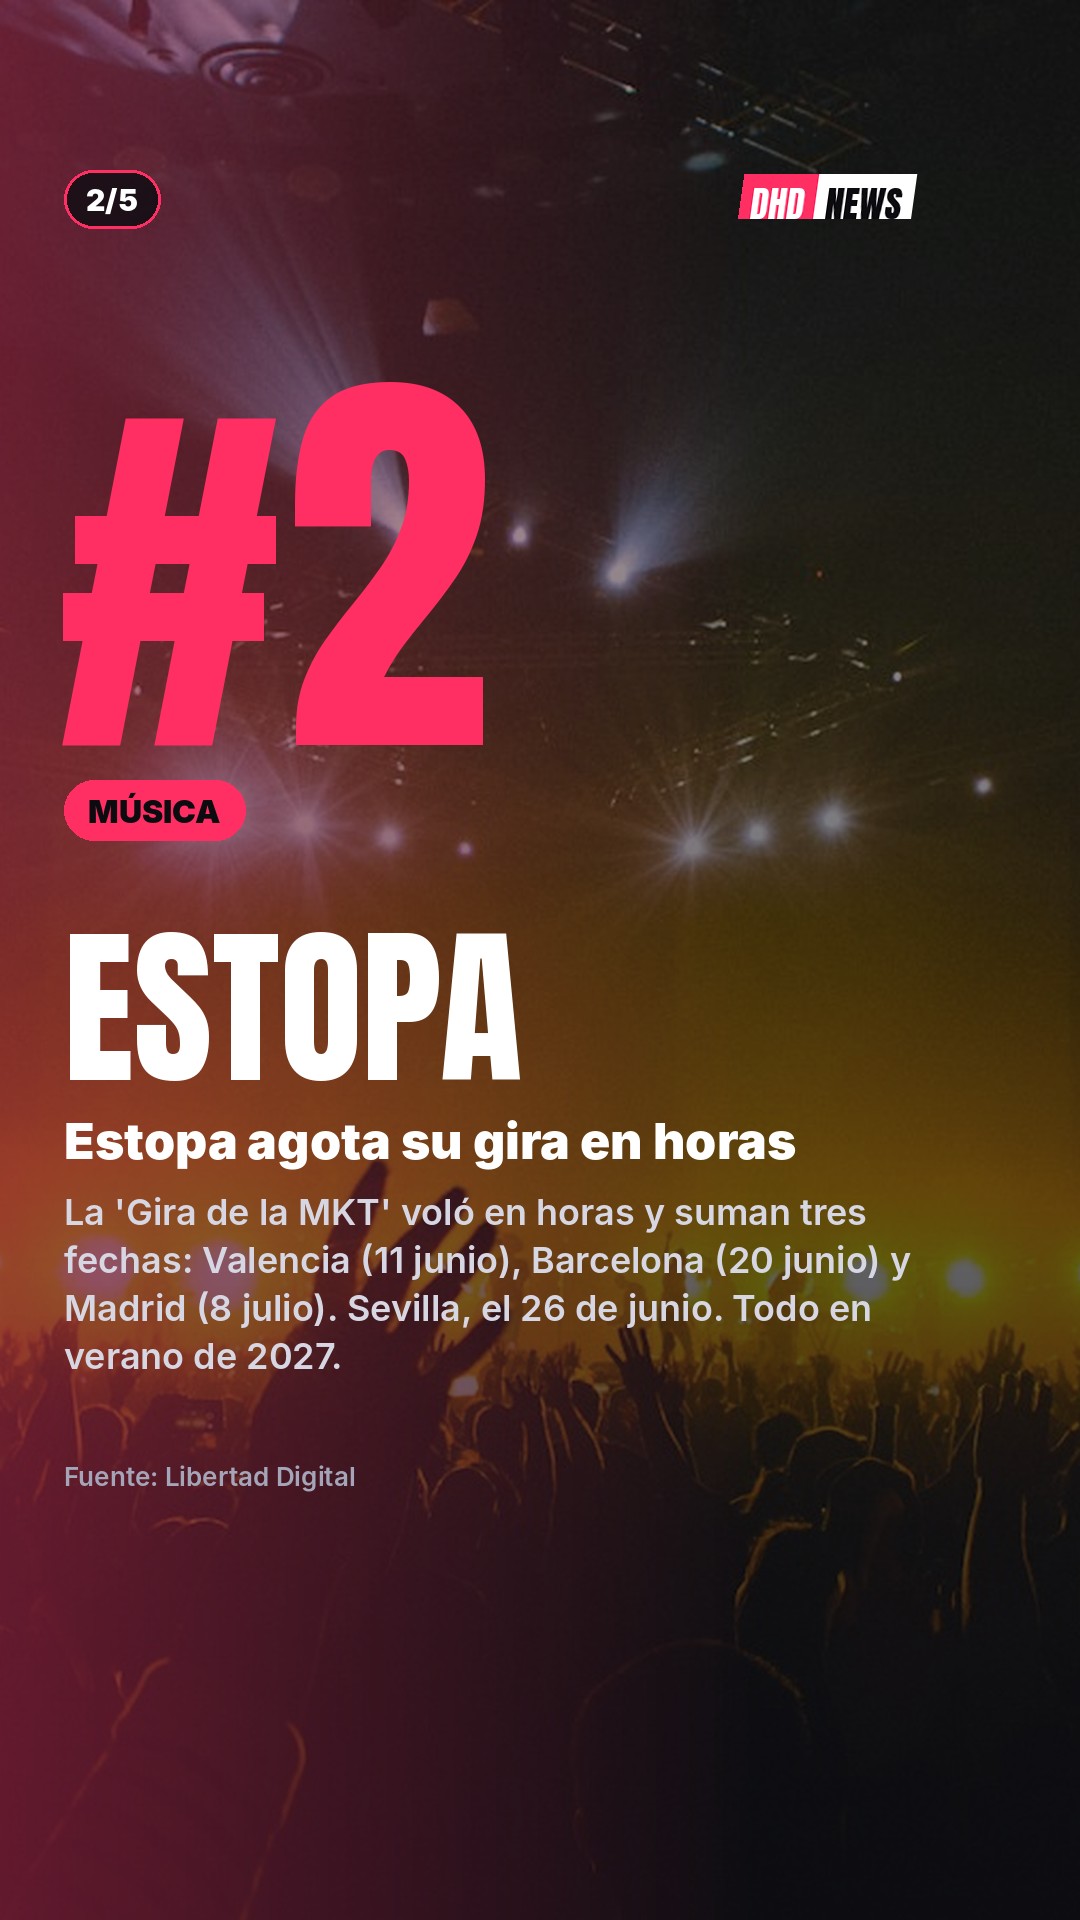 2/5
DHD NEWS
#2
MÚSICA
ESTOPA
Estopa agota su gira en horas
La 'Gira de la MKT' voló en horas y suman tres
fechas: Valencia (11 junio), Barcelona (20 junio) y
Madrid (8 julio). Sevilla, el 26 de junio. Todo en
verano de 2027.
Fuente: Libertad Digital